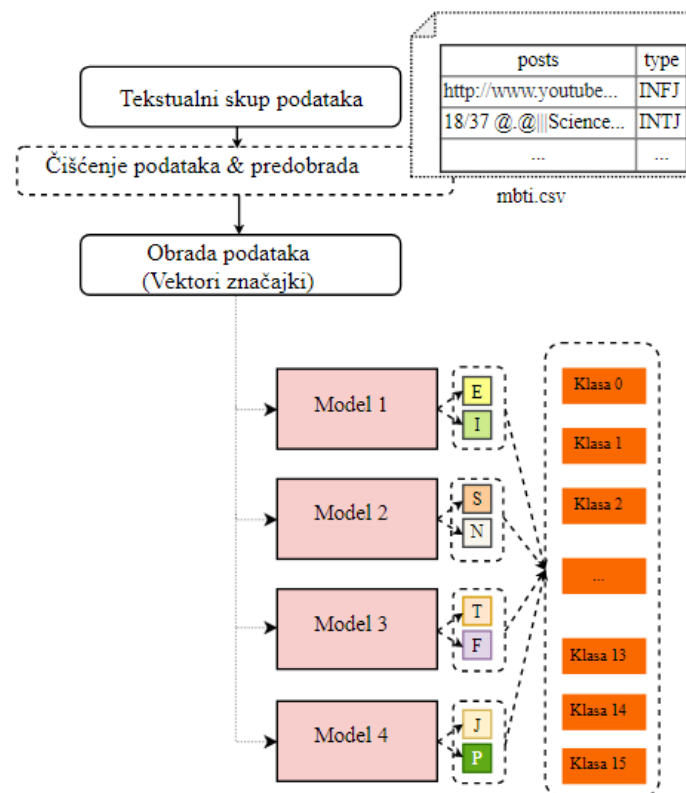 posts type
http://www.youtube... INFJ
18/37 @.@|||Science... INTJ
... ...
mbti.csv
Tekstualni skup podataka
Čišćenje podataka & predobrada
Obrada podataka
(Vektori značajki)
Model 1
E
I
Model 2
S
N
Model 3
T
F
Model 4
J
P
Klasa 0
Klasa 1
Klasa 2
...
Klasa 13
Klasa 14
Klasa 15